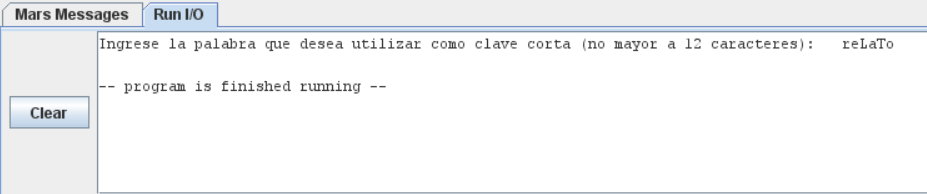 Mars Messages Run I/O
Ingrese la palabra que desea utilizar como clave corta (no mayor a 12 caracteres): reLaTo
-- program is finished running --
Clear